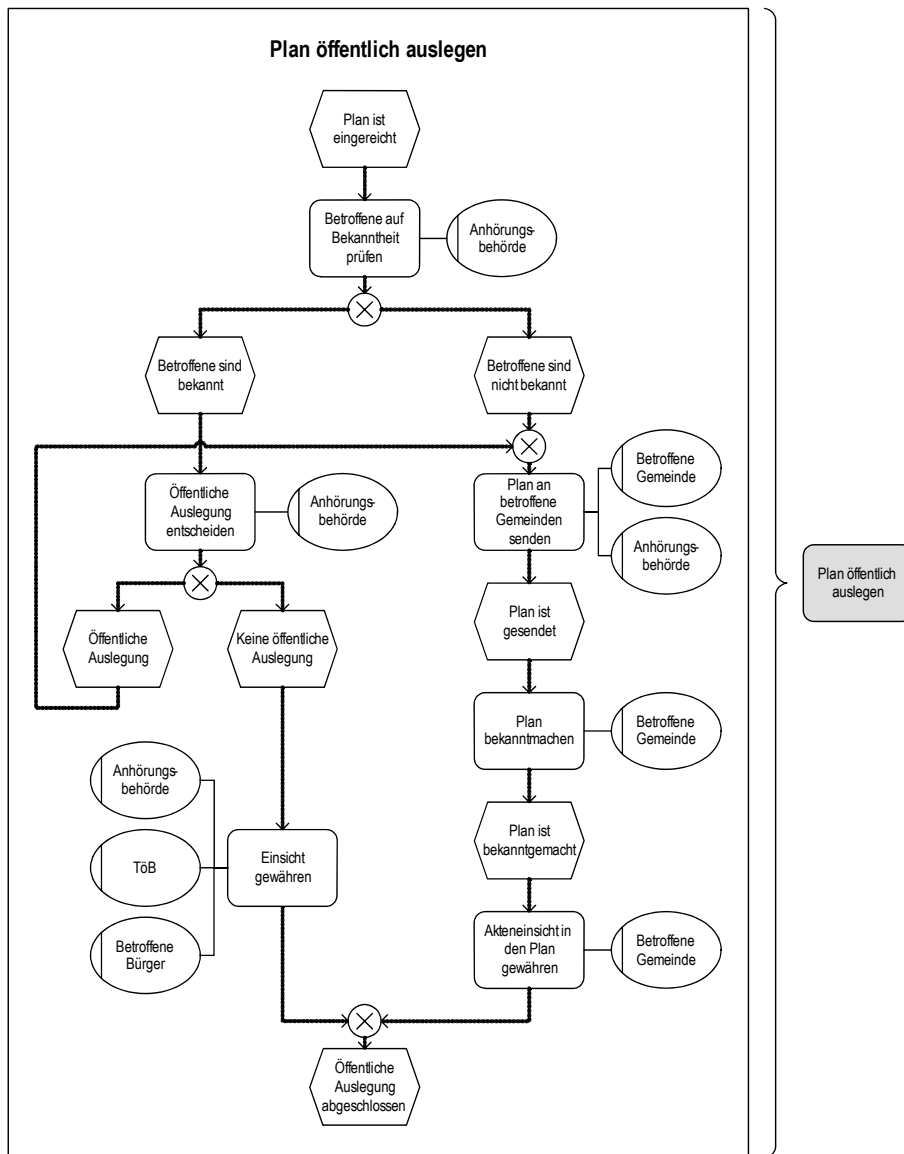 Plan öffentlich auslegen
Plan ist
eingereicht
Betroffene auf
Bekanntheit
prüfen
Anhörungs-
behörde
Betroffene sind
bekannt
Betroffene sind
nicht bekannt
Öffentliche
Auslegung
entscheiden
Anhörungs-
behörde
Plan an
betroffene
Gemeinden
senden
Betroffene
Gemeinde
Anhörungs-
behörde
Plan öffentlich
auslegen
Öffentliche
Auslegung
Keine öffentliche
Auslegung
Plan ist
gesendet
Plan
bekanntmachen
Betroffene
Gemeinde
Anhörungs-
behörde
TöB
Betroffene
Bürger
Einsicht
gewähren
Plan ist
bekanntgemacht
Akteneinsicht in
den Plan
gewähren
Betroffene
Gemeinde
Öffentliche
Auslegung
abgeschlossen